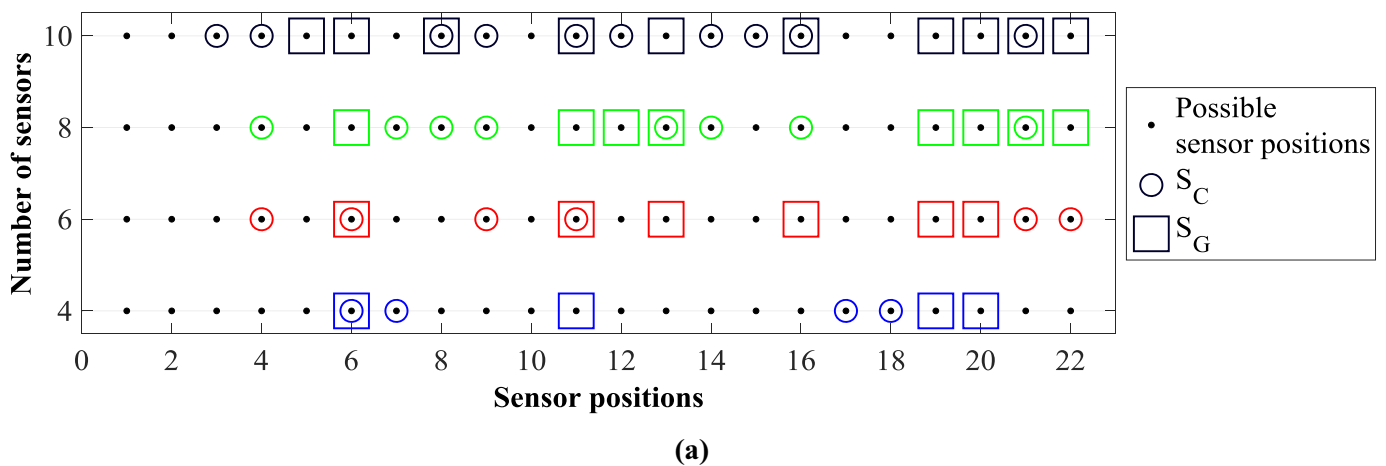 10
8
6
4
Number of sensors
0 2 4 6 8 10 12 14 16 18 20 22
Sensor positions
Possible
sensor positions
S_C
S_G
(a)